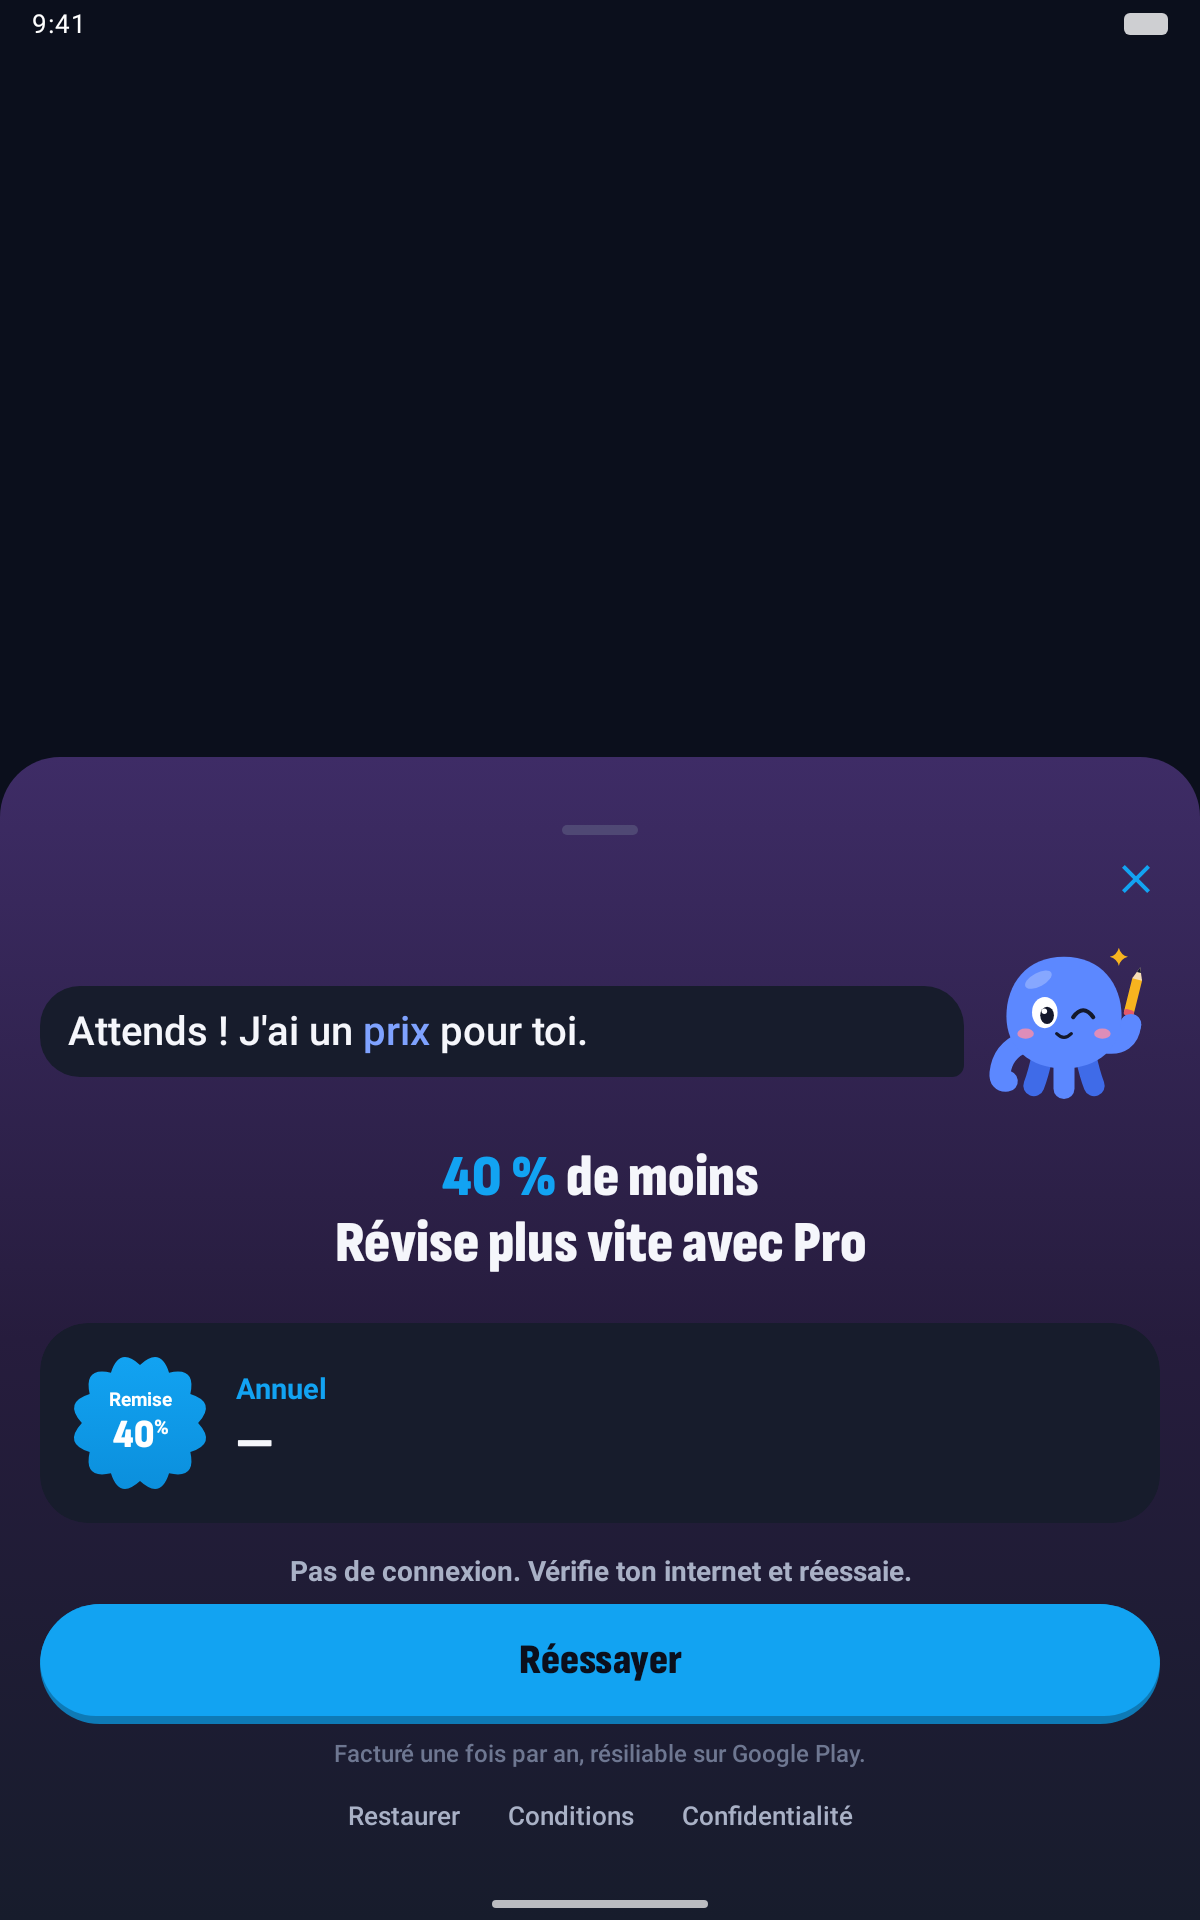 9:41
Attends ! J'ai un prix pour toi.
40 % de moins
Révise plus vite avec Pro
Remise
40%
Annuel
—
Pas de connexion. Vérifie ton internet et réessaie.
Réessayer
Facturé une fois par an, résiliable sur Google Play.
Restaurer Conditions Confidentialité